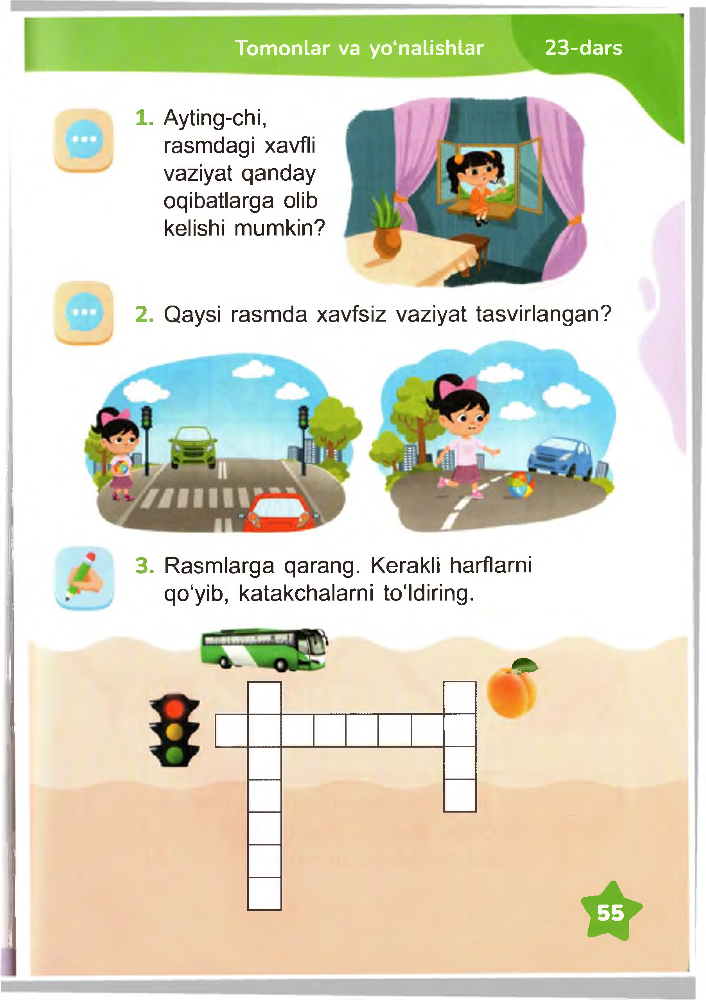 Tomonlar va yo‘nalishlar 23-dars
1. Ayting-chi,
rasmdagi xavfli
vaziyat qanday
oqibatlarga olib
kelishi mumkin?
2. Qaysi rasmda xavfsiz vaziyat tasvirlangan?
3. Rasmlarga qarang. Kerakli harflarni
qo‘yib, katakchalarni to‘ldiring.
55